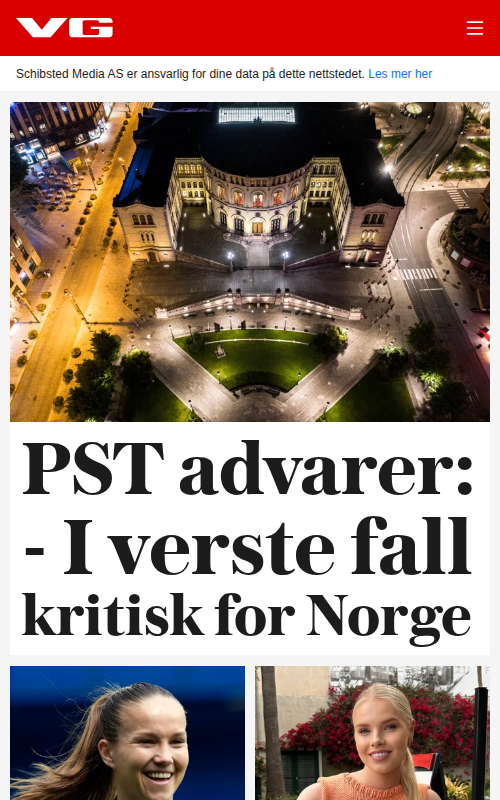 VG
Schibsted Media AS er ansvarlig for dine data på dette nettstedet. Les mer her
PST advarer:
- I verste fall
kritisk for Norge